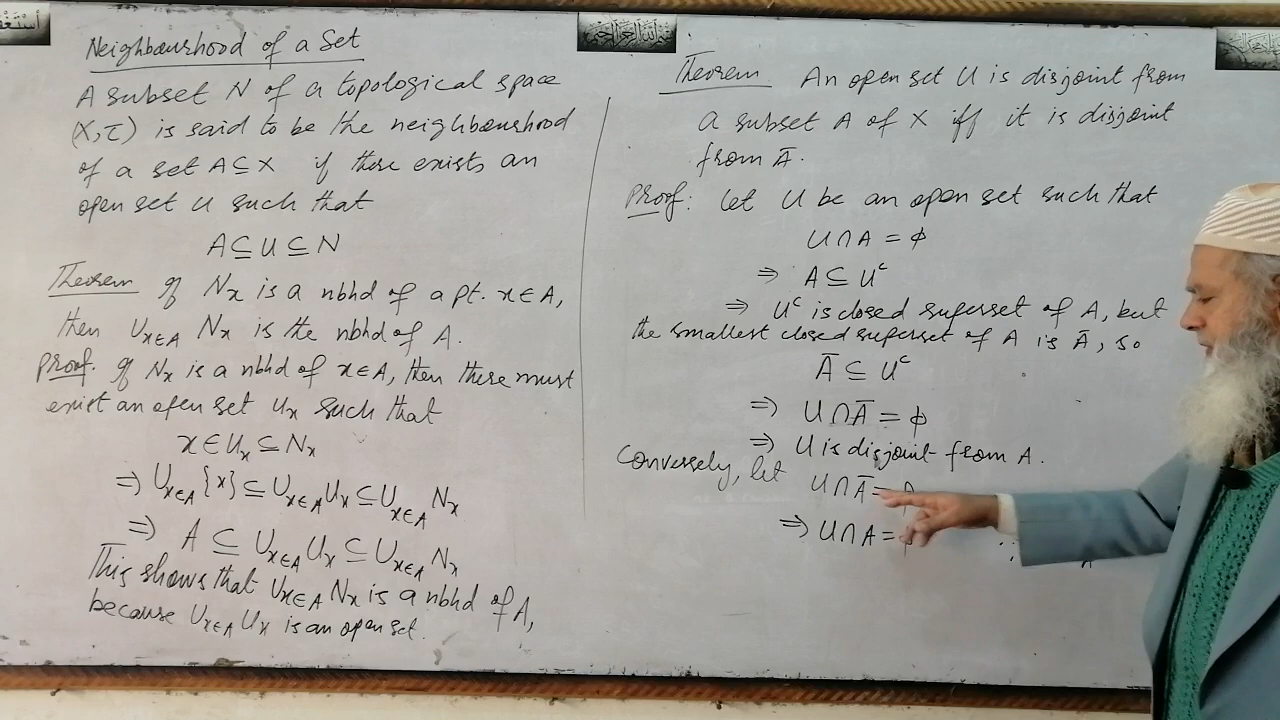 Neighbourhood of a Set
A subset N of a topological space
(X,τ) is said to be the neighbourhood
of a set A⊆X if there exists an
open set U such that
A⊆U⊆N
Theorem If Nx is a nbhd of a pt. x∈A,
then ∪x∈A Nx is the nbhd of A.
Proof. If Nx is a nbhd of x∈A, then there must
exist an open set Ux such that
x∈Ux⊆Nx
⇒ ∪x∈A {x} ⊆ ∪x∈A Ux ⊆ ∪x∈A Nx
⇒ A ⊆ ∪x∈A Ux ⊆ ∪x∈A Nx
This shows that ∪x∈A Nx is a nbhd of A,
because ∪x∈A Ux is an open set.
Theorem An open set U is disjoint from
a subset A of X iff it is disjoint
from Ā.
Proof: Let U be an open set such that
U∩A = ϕ
⇒ A⊆Uᶜ
⇒ Uᶜ is closed superset of A, but
the smallest closed superset of A is Ā, so
Ā ⊆ Uᶜ
⇒ U∩Ā = ϕ
⇒ U is disjoint from A.
Conversely, let U∩Ā =
⇒ U∩A =
∴